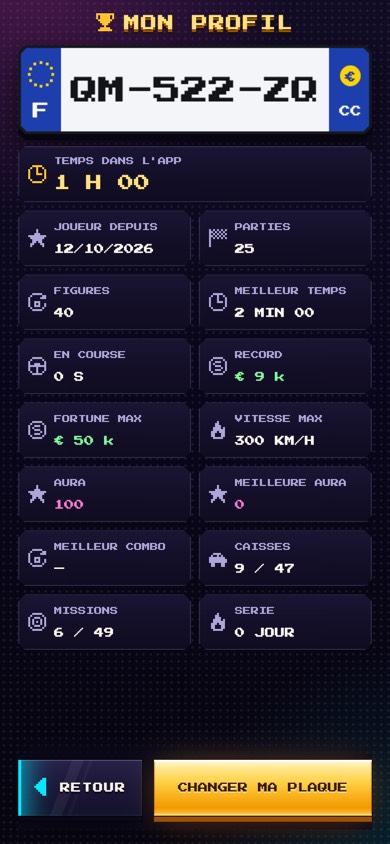 MON PROFIL
QM-522-ZQ
F
€
CC
TEMPS DANS L'APP
1 H 00
JOUEUR DEPUIS
12/10/2026
PARTIES
25
FIGURES
40
MEILLEUR TEMPS
2 MIN 00
EN COURSE
0 S
RECORD
€ 9 k
FORTUNE MAX
€ 50 k
VITESSE MAX
300 KM/H
AURA
100
MEILLEURE AURA
0
MEILLEUR COMBO
—
CAISSES
9 / 47
MISSIONS
6 / 49
SERIE
0 JOUR
RETOUR
CHANGER MA PLAQUE